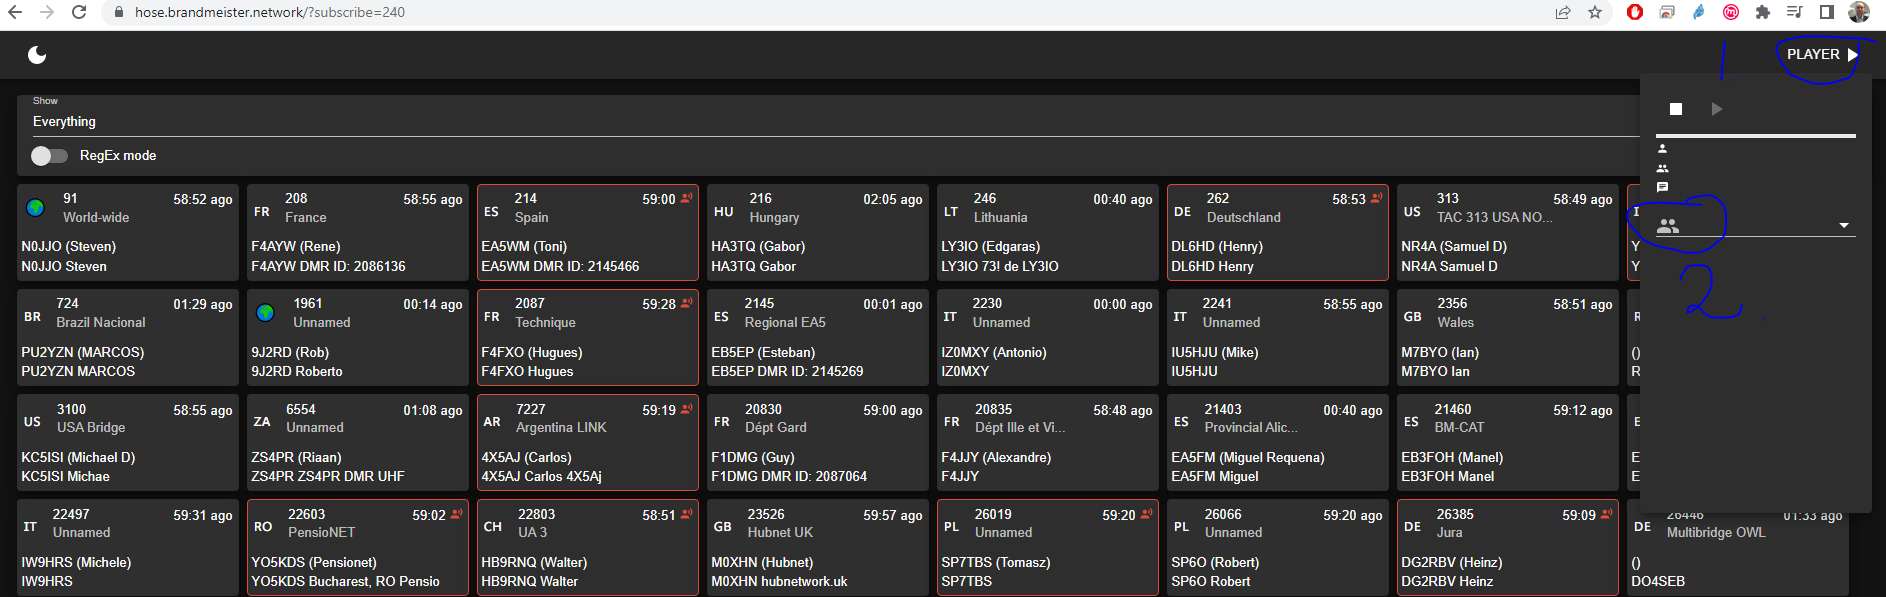 hose.brandmeister.network/?subscribe=240
PLAYER
1
Show
Everything
RegEx mode
91 58:52 ago
World-wide
N0JJO (Steven)
N0JJO Steven
FR 208 58:55 ago
France
F4AYW (Rene)
F4AYW DMR ID: 2086136
ES 214 59:00
Spain
EA5WM (Toni)
EA5WM DMR ID: 2145466
HU 216 02:05 ago
Hungary
HA3TQ (Gabor)
HA3TQ Gabor
LT 246 00:40 ago
Lithuania
LY3IO (Edgaras)
LY3IO 73! de LY3IO
DE 262 58:53
Deutschland
DL6HD (Henry)
DL6HD Henry
US 313 58:49 ago
TAC 313 USA NO...
NR4A (Samuel D)
NR4A Samuel D
Y
Y
2
BR 724 01:29 ago
Brazil Nacional
PU2YZN (MARCOS)
PU2YZN MARCOS
1961 00:14 ago
Unnamed
9J2RD (Rob)
9J2RD Roberto
FR 2087 59:28
Technique
F4FXO (Hugues)
F4FXO Hugues
ES 2145 00:01 ago
Regional EA5
EB5EP (Esteban)
EB5EP DMR ID: 2145269
IT 2230 00:00 ago
Unnamed
IZ0MXY (Antonio)
IZ0MXY
IT 2241 58:55 ago
Unnamed
IU5HJU (Mike)
IU5HJU
GB 2356 58:51 ago
Wales
M7BYO (Ian)
M7BYO Ian
()
R
US 3100 58:55 ago
USA Bridge
KC5ISI (Michael D)
KC5ISI Michae
ZA 6554 01:08 ago
Unnamed
ZS4PR (Riaan)
ZS4PR ZS4PR DMR UHF
AR 7227 59:19
Argentina LINK
4X5AJ (Carlos)
4X5AJ Carlos 4X5Aj
FR 20830 59:00 ago
Dépt Gard
F1DMG (Guy)
F1DMG DMR ID: 2087064
FR 20835 58:48 ago
Dépt Ille et Vi...
F4JJY (Alexandre)
F4JJY
ES 21403 00:40 ago
Provincial Alic...
EA5FM (Miguel Requena)
EA5FM Miguel
ES 21460 59:12 ago
BM-CAT
EB3FOH (Manel)
EB3FOH Manel
E
E
IT 22497 59:31 ago
Unnamed
IW9HRS (Michele)
IW9HRS
RO 22603 59:02
PensioNET
YO5KDS (Pensionet)
YO5KDS Bucharest, RO Pensio
CH 22803 58:51
UA 3
HB9RNQ (Walter)
HB9RNQ Walter
GB 23526 59:57 ago
Hubnet UK
M0XHN (Hubnet)
M0XHN hubnetwork.uk
PL 26019 59:20
Unnamed
SP7TBS (Tomasz)
SP7TBS
PL 26066 59:20 ago
Unnamed
SP6O (Robert)
SP6O Robert
DE 26385 59:09
Jura
DG2RBV (Heinz)
DG2RBV Heinz
DE 26446 01:33 ago
Multibridge OWL
()
DO4SEB